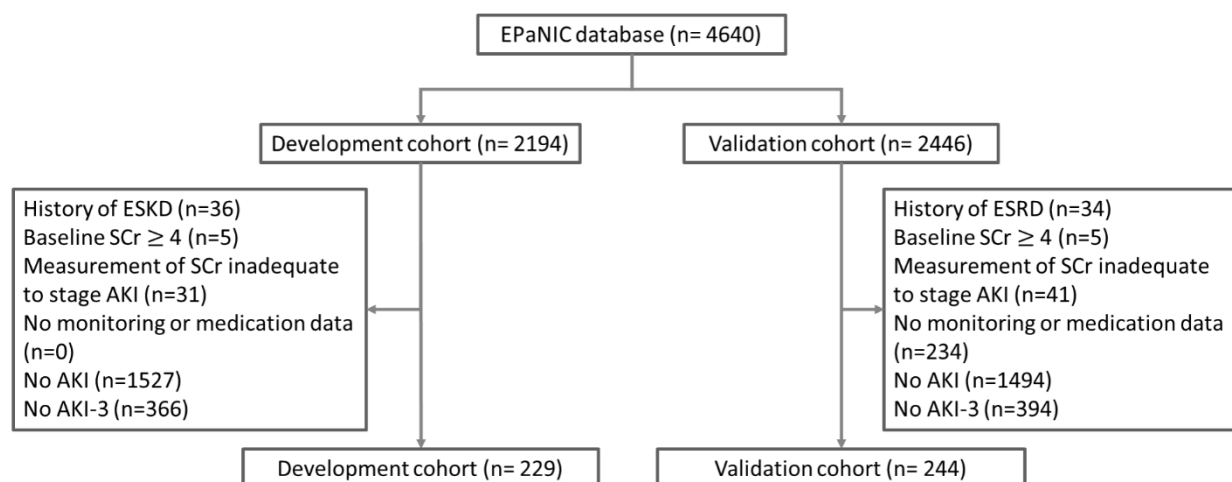 EPaNIC database (n= 4640)
Development cohort (n= 2194)
Validation cohort (n= 2446)
History of ESKD (n=36)
Baseline SCr ≥ 4 (n=5)
Measurement of SCr inadequate
to stage AKI (n=31)
No monitoring or medication data
(n=0)
No AKI (n=1527)
No AKI-3 (n=366)
History of ESRD (n=34)
Baseline SCr ≥ 4 (n=5)
Measurement of SCr inadequate
to stage AKI (n=41)
No monitoring or medication data
(n=234)
No AKI (n=1494)
No AKI-3 (n=394)
Development cohort (n= 229)
Validation cohort (n= 244)